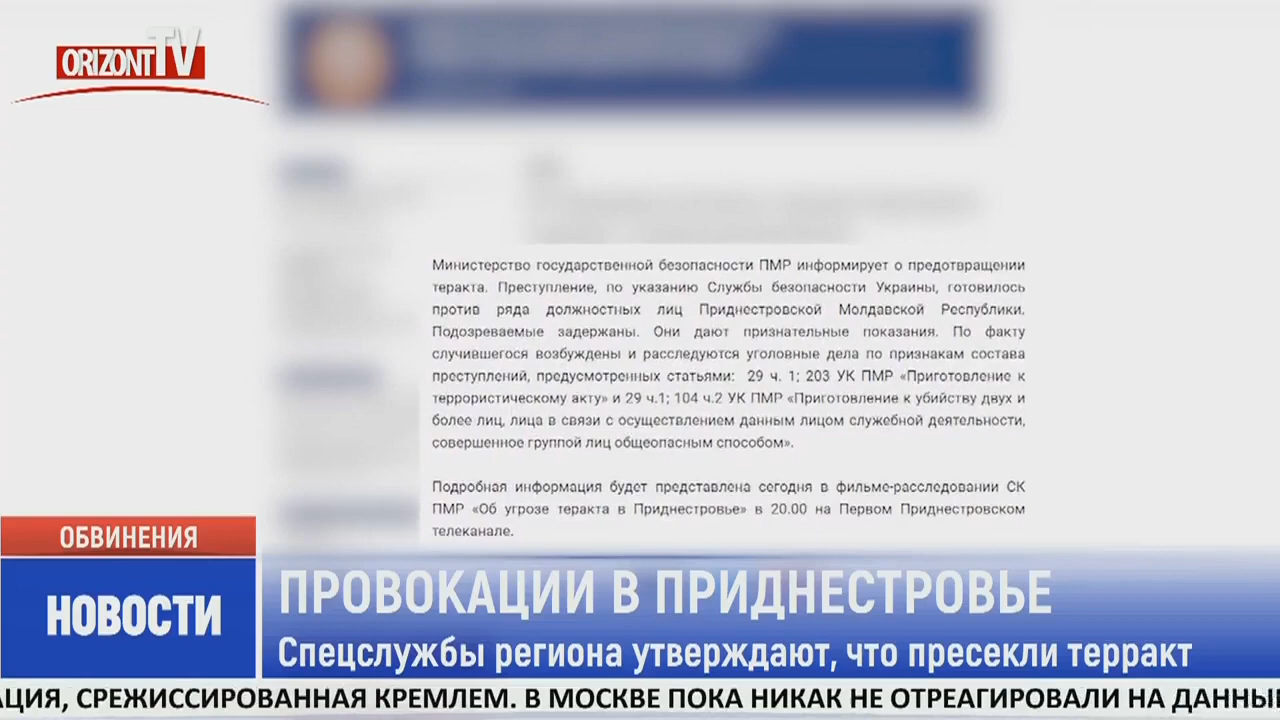 ORIZONTTV
Министерство государственной безопасности ПМР информирует о предотвращении
теракта. Преступление, по указанию Службы безопасности Украины, готовилось
против ряда должностных лиц Приднестровской Молдавской Республики.
Подозреваемые задержаны. Они дают признательные показания. По факту
случившегося возбуждены и расследуются уголовные дела по признакам состава
преступлений, предусмотренных статьями: 29 ч. 1; 203 УК ПМР «Приготовление к
террористическому акту» и 29 ч.1; 104 ч.2 УК ПМР «Приготовление к убийству двух и
более лиц, лица в связи с осуществлением данным лицом служебной деятельности,
совершенное группой лиц общеопасным способом».
Подробная информация будет представлена сегодня в фильме-расследовании СК
ПМР «Об угрозе теракта в Приднестровье» в 20.00 на Первом Приднестровском
телеканале.
ОБВИНЕНИЯ
НОВОСТИ
ПРОВОКАЦИИ В ПРИДНЕСТРОВЬЕ
Спецслужбы региона утверждают, что пресекли терракт
АЦИЯ, СРЕЖИССИРОВАННАЯ КРЕМЛЕМ. В МОСКВЕ ПОКА НИКАК НЕ ОТРЕАГИРОВАЛИ НА ДАННЫ